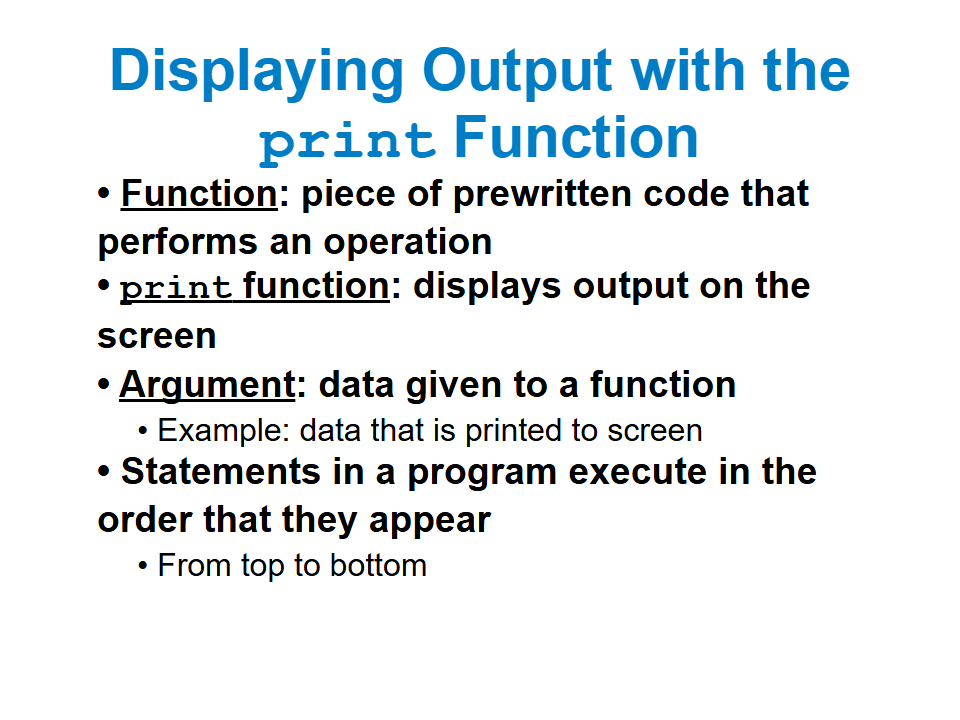 Displaying Output with the
print Function
• Function: piece of prewritten code that
performs an operation
• print function: displays output on the
screen
• Argument: data given to a function
• Example: data that is printed to screen
• Statements in a program execute in the
order that they appear
• From top to bottom